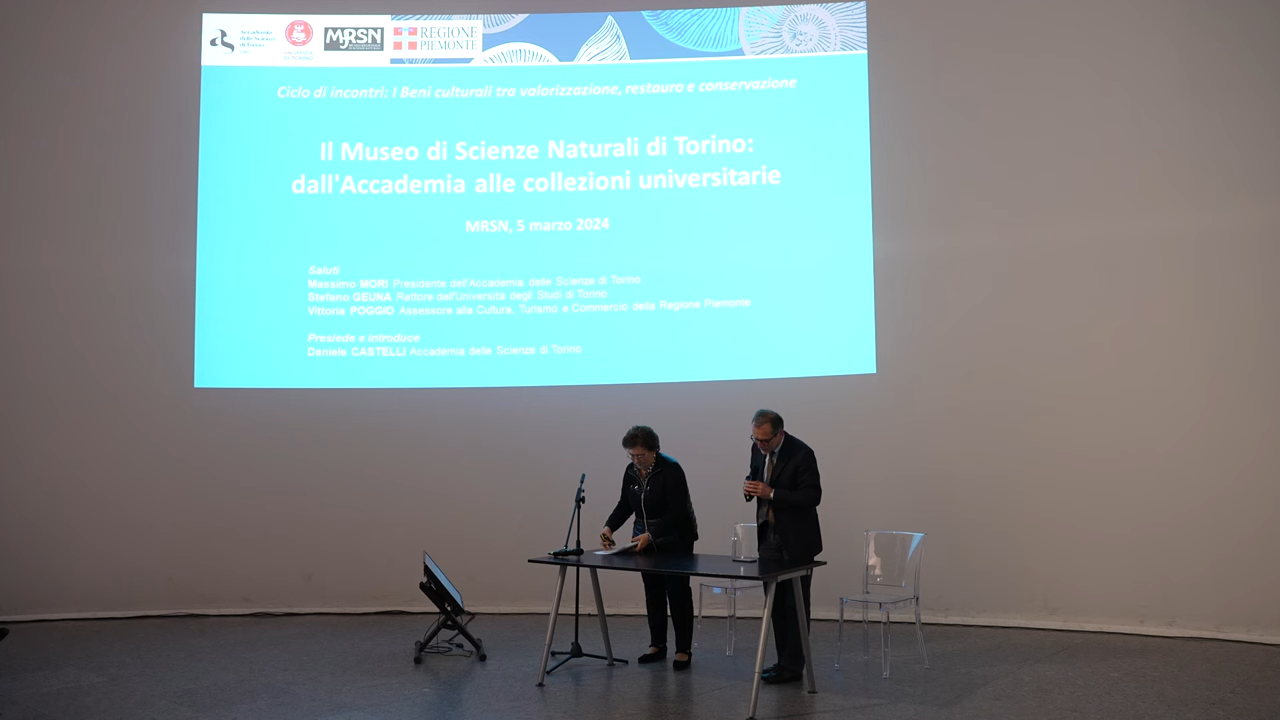 Accademia
delle Scienze
di Torino
UNIVERSITÀ
DI TORINO
MRSN
REGIONE
PIEMONTE
Ciclo di incontri: I Beni culturali tra valorizzazione, restauro e conservazione
Il Museo di Scienze Naturali di Torino:
dall'Accademia alle collezioni universitarie
MRSN, 5 marzo 2024
Saluti
Massimo MORI Presidente dell'Accademia delle Scienze di Torino
Stefano GEUNA Rettore dell'Università degli Studi di Torino
Vittoria POGGIO Assessore alla Cultura, Turismo e Commercio della Regione Piemonte
Presiede e introduce
Daniele CASTELLI Accademia delle Scienze di Torino